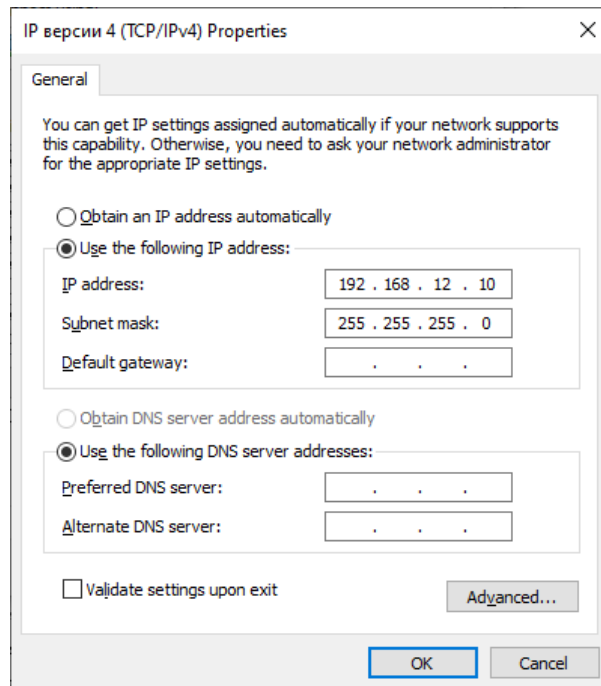 IP версии 4 (TCP/IPv4) Properties
General
You can get IP settings assigned automatically if your network supports
this capability. Otherwise, you need to ask your network administrator
for the appropriate IP settings.
Obtain an IP address automatically
Use the following IP address:
IP address: 192 . 168 . 12 . 10
Subnet mask: 255 . 255 . 255 . 0
Default gateway: . . .
Obtain DNS server address automatically
Use the following DNS server addresses:
Preferred DNS server: . . .
Alternate DNS server: . . .
Validate settings upon exit
Advanced...
OK Cancel